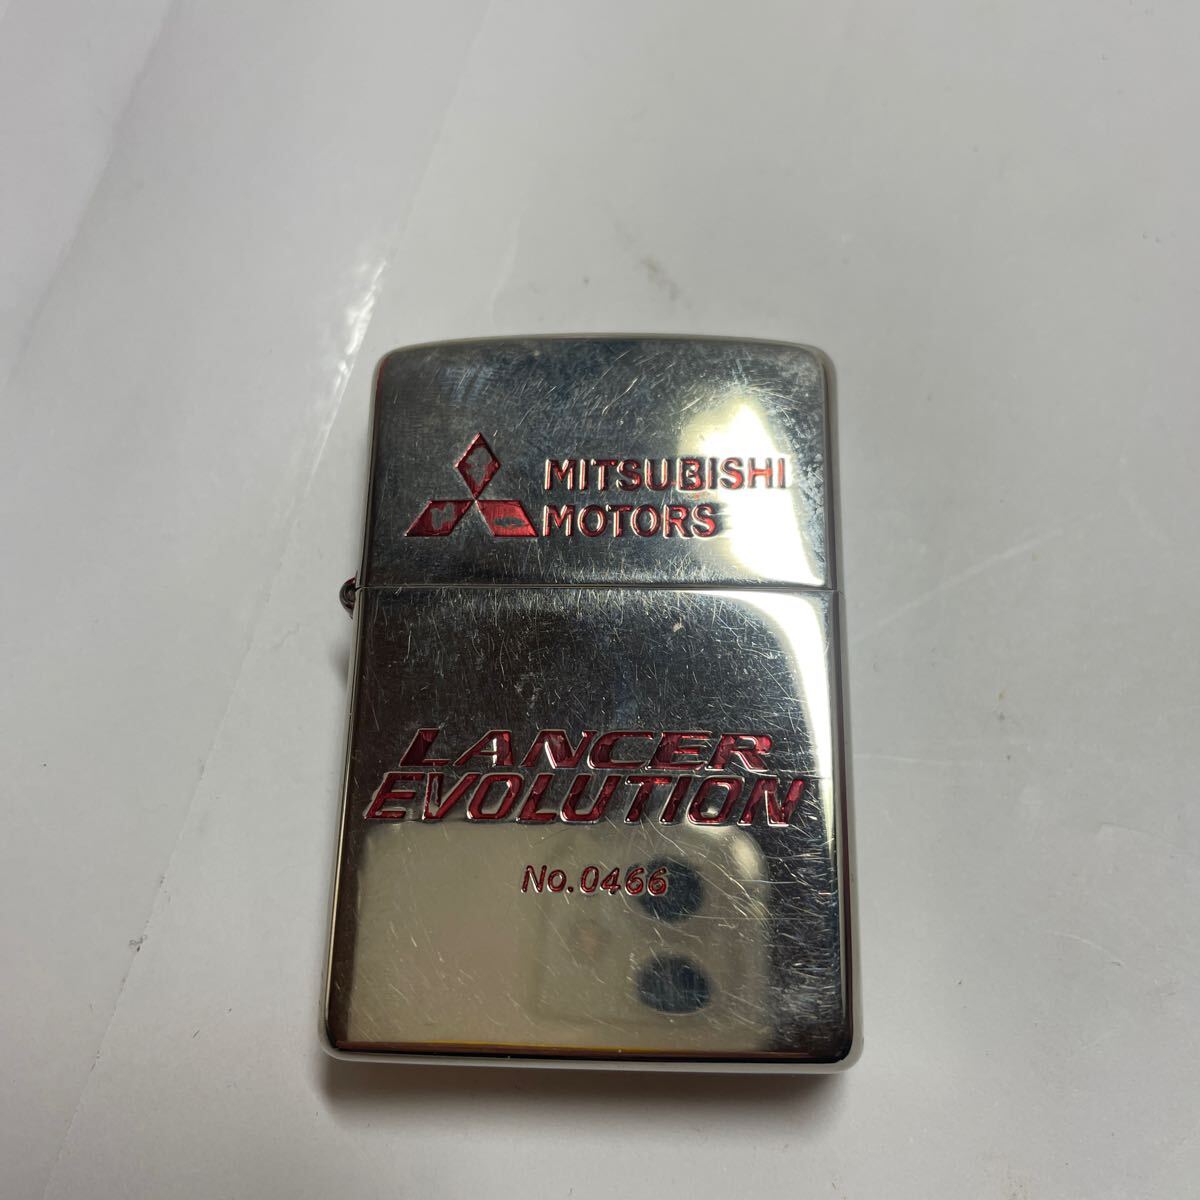 MITSUBISHI
MOTORS
LANCER
EVOLUTION
No.0466